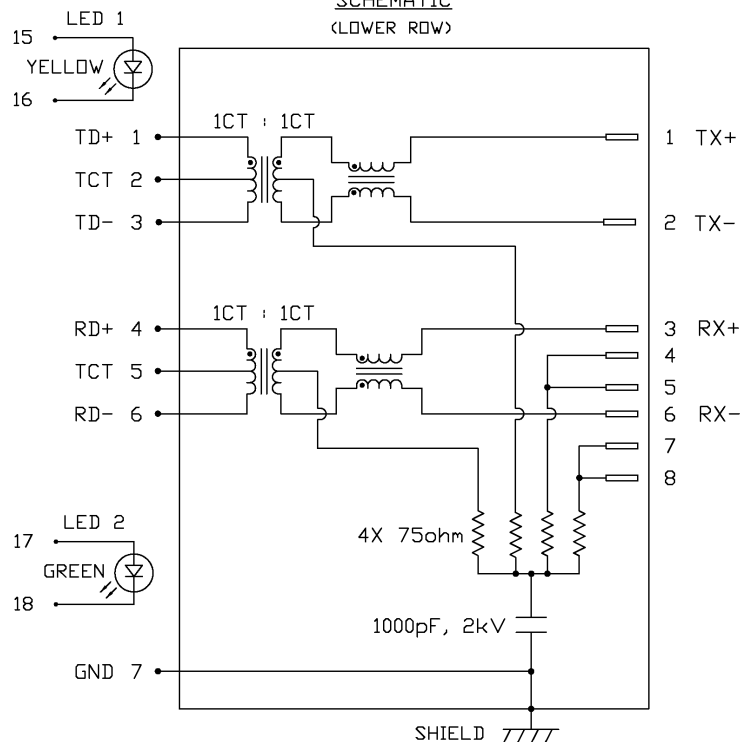 SCHEMATIC
(LOWER ROW)
LED 1
15
YELLOW
16
1CT : 1CT
TD+ 1
TCT 2
TD- 3
1 TX+
2 TX-
1CT : 1CT
RD+ 4
TCT 5
RD- 6
3 RX+
4
5
6 RX-
7
8
LED 2
17
GREEN
18
4X 75ohm
1000pF, 2kV
GND 7
SHIELD